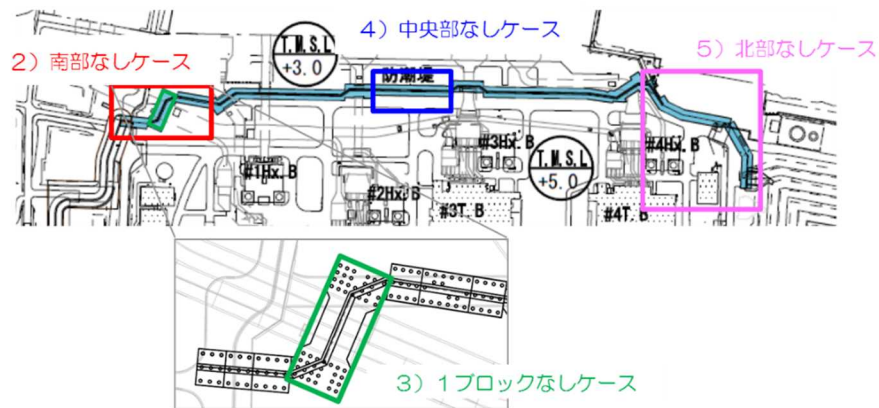 4）中央部なしケース
5）北部なしケース
2）南部なしケース
T.M.S.L
+3.0
防潮堤
#1Hx.B
#2Hx.B
#3Hx.B
#3T.B
T.M.S.L
+5.0
#4Hx.B
#4T.B
3）1ブロックなしケース